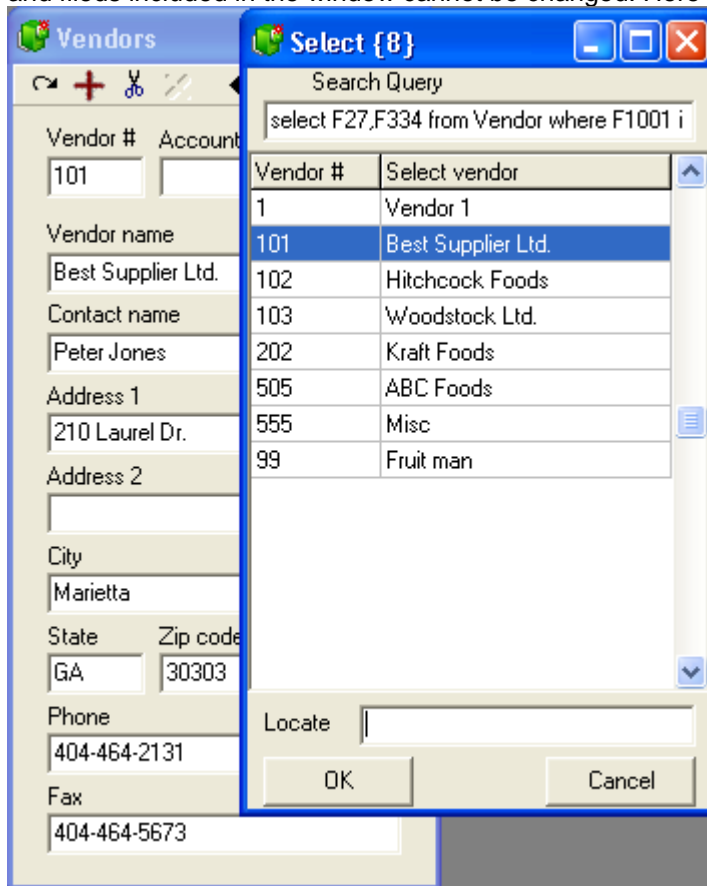 Vendors
Vendor # Account
101
Vendor name
Best Supplier Ltd.
Contact name
Peter Jones
Address 1
210 Laurel Dr.
Address 2
City
Marietta
State Zip code
GA 30303
Phone
404-464-2131
Fax
404-464-5673
Select {8}
Search Query
select F27,F334 from Vendor where F1001 i
Vendor # Select vendor
1 Vendor 1
101 Best Supplier Ltd.
102 Hitchcock Foods
103 Woodstock Ltd.
202 Kraft Foods
505 ABC Foods
555 Misc
99 Fruit man
Locate
OK Cancel